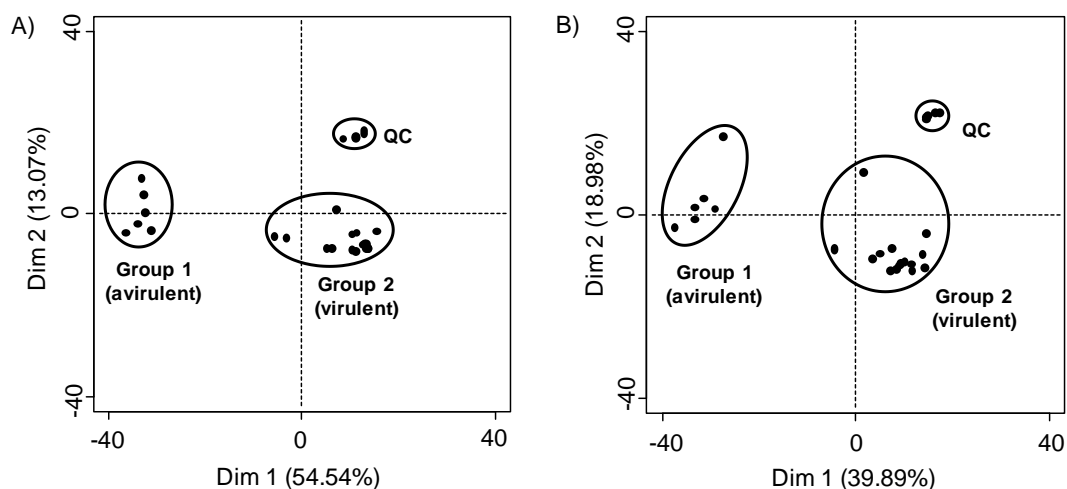 A)
40
0
-40
Dim 2 (13.07%)
QC
Group 1
(avirulent)
Group 2
(virulent)
-40
0
40
Dim 1 (54.54%)
B)
40
0
-40
Dim 2 (18.98%)
QC
Group 1
(avirulent)
Group 2
(virulent)
-40
0
40
Dim 1 (39.89%)